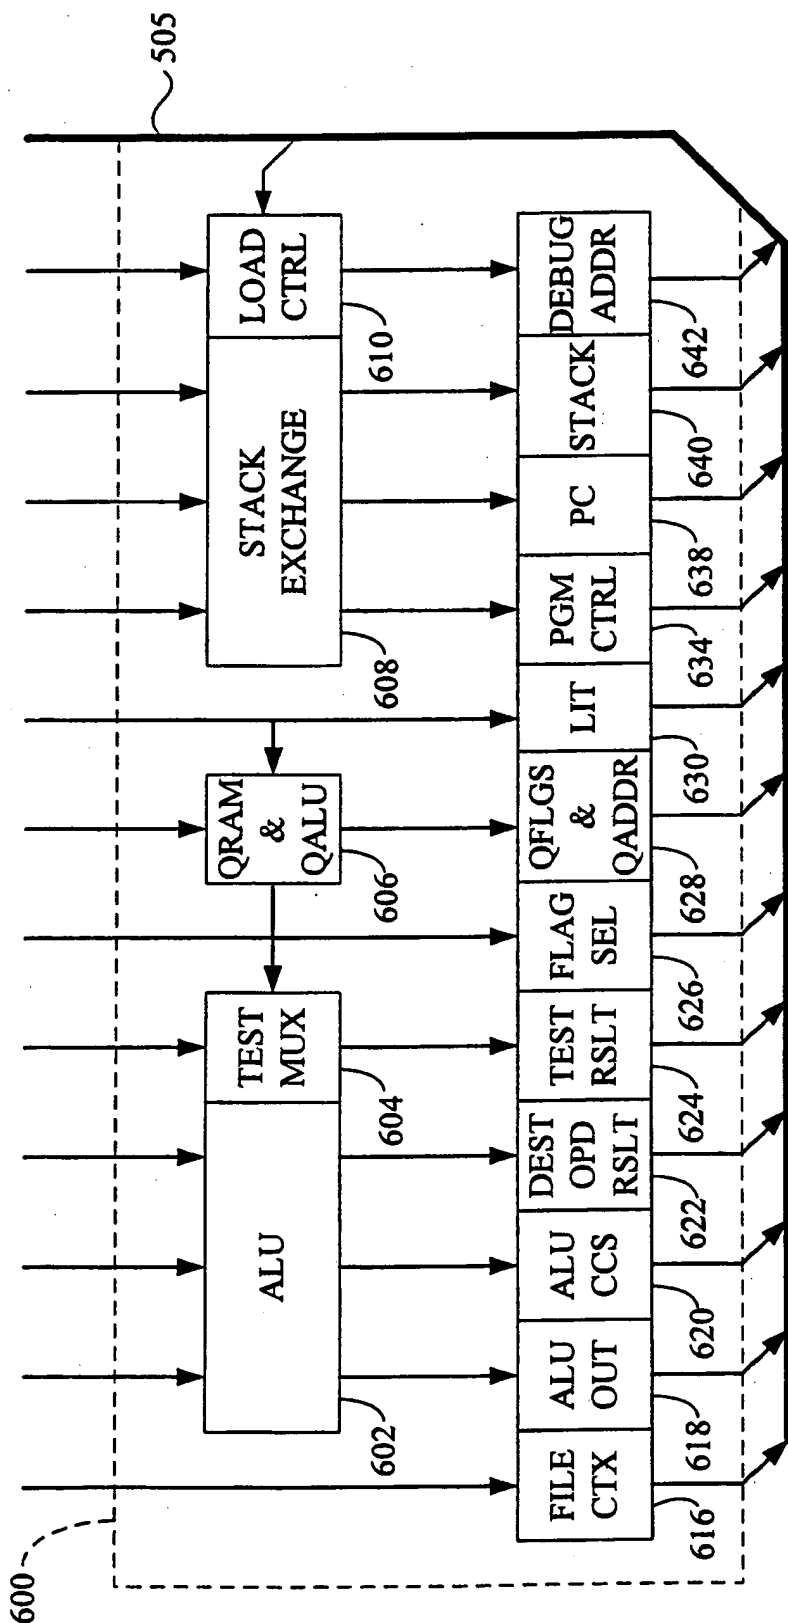 600
505
ALU
602
TEST
MUX
604
QRAM
&
QALU
606
STACK
EXCHANGE
608
LOAD
CTRL
610
FILE
CTX
616
ALU
OUT
618
ALU
CCS
620
DEST
OPD
RSLT
622
TEST
RSLT
624
FLAG
SEL
626
QFLGS
&
QADDR
628
LIT
630
PGM
CTRL
634
PC
638
STACK
640
DEBUG
ADDR
642